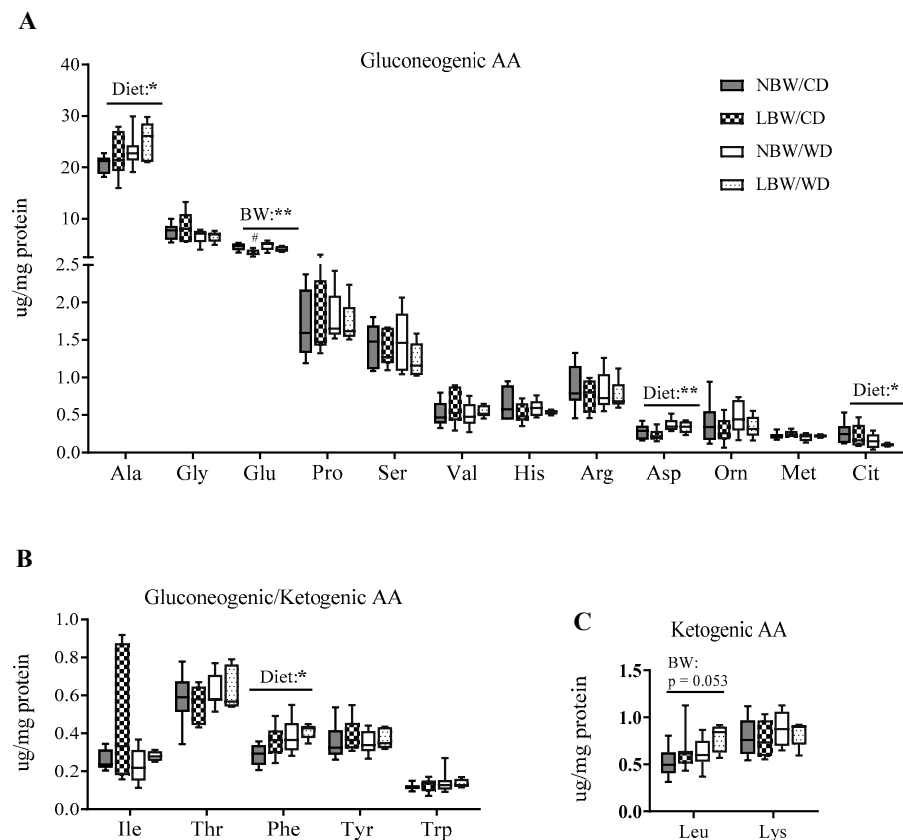 A
Gluconeogenic AA
40
30
20
10
2.5
2.0
1.5
1.0
0.5
0.0
ug/mg protein
Diet:*
BW:**
#
Diet:**
Diet:*
NBW/CD
LBW/CD
NBW/WD
LBW/WD
Ala Gly Glu Pro Ser Val His Arg Asp Orn Met Cit
B
Gluconeogenic/Ketogenic AA
1.0
0.8
0.6
0.4
0.2
0.0
ug/mg protein
Diet:*
Ile Thr Phe Tyr Trp
C
Ketogenic AA
1.5
1.0
0.5
0.0
ug/mg protein
BW:
p = 0.053
Leu Lys